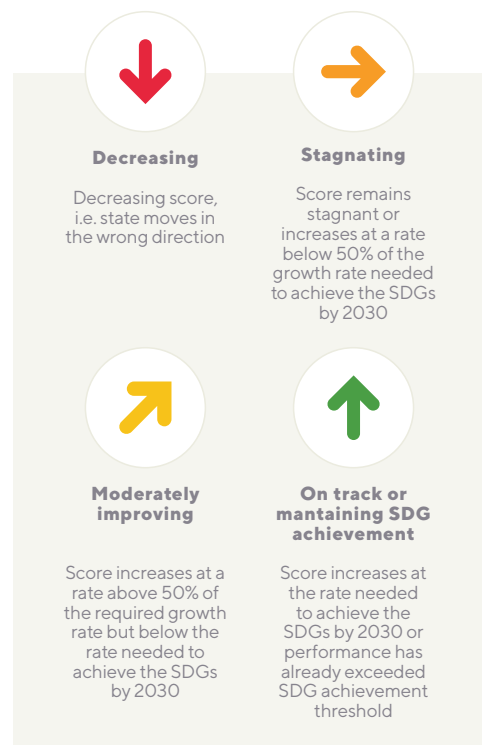 Decreasing
Decreasing score,
i.e. state moves in
the wrong direction
Stagnating
Score remains
stagnant or
increases at a rate
below 50% of the
growth rate needed
to achieve the SDGs
by 2030
Moderately
improving
Score increases at a
rate above 50% of
the required growth
rate but below the
rate needed to
achieve the SDGs
by 2030
On track or
mantaining SDG
achievement
Score increases at
the rate needed
to achieve the
SDGs by 2030 or
performance has
already exceeded
SDG achievement
threshold